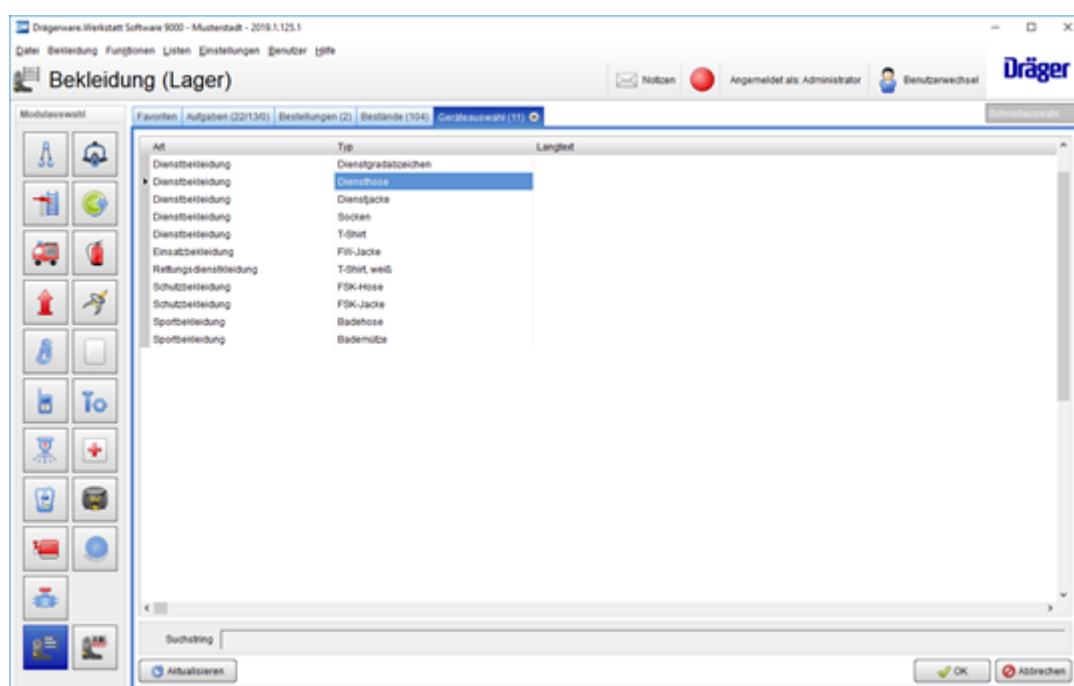 Drägerware.Werkstatt Software 9000 - Musterstadt - 2019.1.125.1
Datei Bekleidung Funktionen Listen Einstellungen Benutzer Hilfe
Bekleidung (Lager)
Notizen
Angemeldet als: Administrator
Benutzerwechsel
Dräger
Modulauswahl
Favoriten Aufgaben (22/13/0) Bestellungen (2) Bestände (104) Geräteauswahl (11)
Schnellauswahl
Art Typ Langtext
Dienstbekleidung Dienstgradabzeichen
Dienstbekleidung Diensthose
Dienstbekleidung Dienstjacke
Dienstbekleidung Socken
Dienstbekleidung T-Shirt
Einsatzbekleidung FW-Jacke
Rettungsdienstkleidung T-Shirt, weiß
Schutzbekleidung FSK-Hose
Schutzbekleidung FSK-Jacke
Sportbekleidung Badehose
Sportbekleidung Bademütze
Suchstring
Aktualisieren
OK
Abbrechen